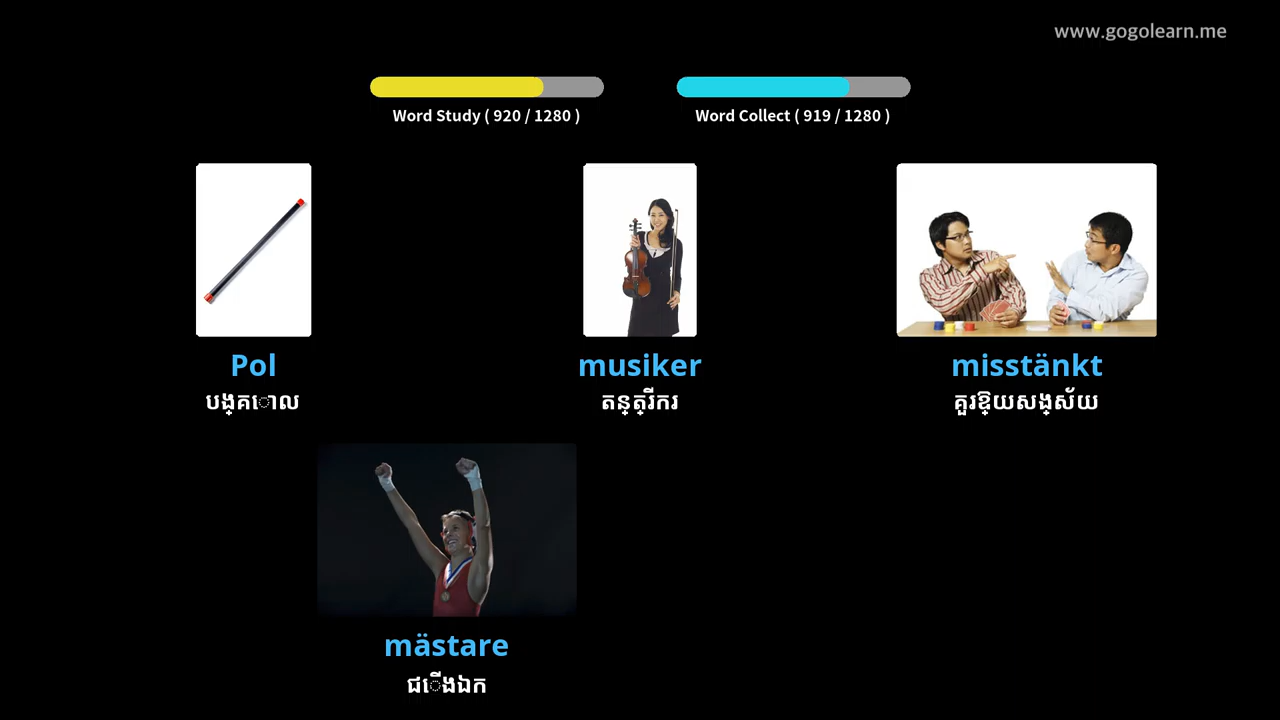 www.gogolearn.me
Word Study ( 920 / 1280 )
Word Collect ( 919 / 1280 )
Pol
បង្គោល
musiker
តន្ត្រីករ
misstänkt
គួរឱ្យសង្ស័យ
mästare
ជើងឯក